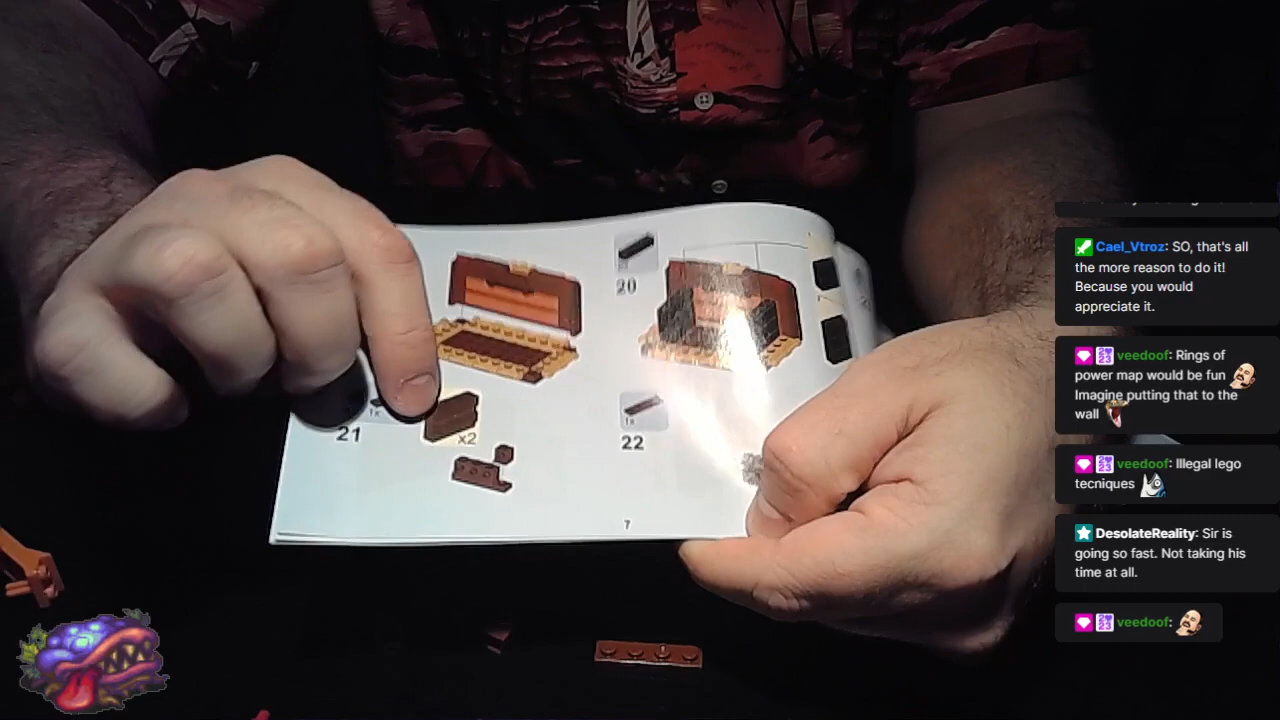 20
1x
21
x2
1x
22
7
Cael_Vtroz: SO, that's all
the more reason to do it!
Because you would
appreciate it.
veedoof: Rings of
power map would be fun
Imagine putting that to the
wall
veedoof: Illegal lego
tecniques
DesolateReality: Sir is
going so fast. Not taking his
time at all.
veedoof: